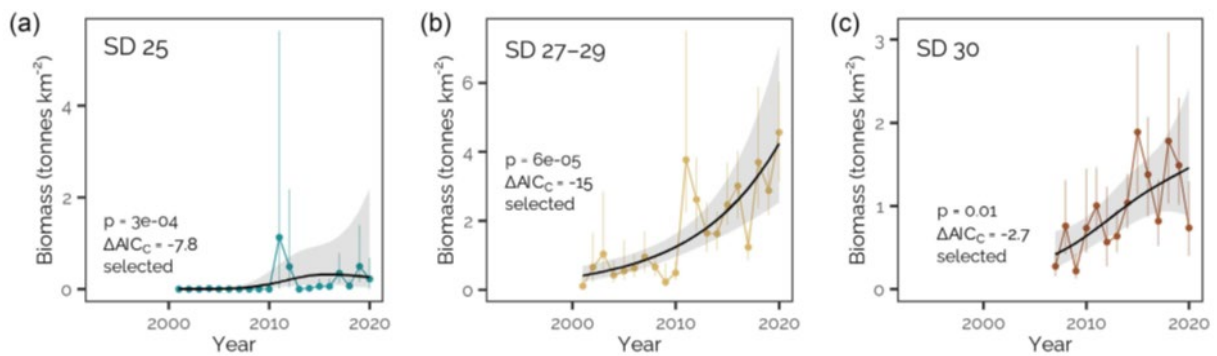 (a)
SD 25
Biomass (tonnes km⁻²)
4
2
0
p = 3e-04
ΔAICC = -7.8
selected
2000 2010 2020
Year
(b)
SD 27–29
Biomass (tonnes km⁻²)
6
4
2
0
p = 6e-05
ΔAICC = -15
selected
2000 2010 2020
Year
(c)
SD 30
Biomass (tonnes km⁻²)
3
2
1
0
p = 0.01
ΔAICC = -2.7
selected
2000 2010 2020
Year